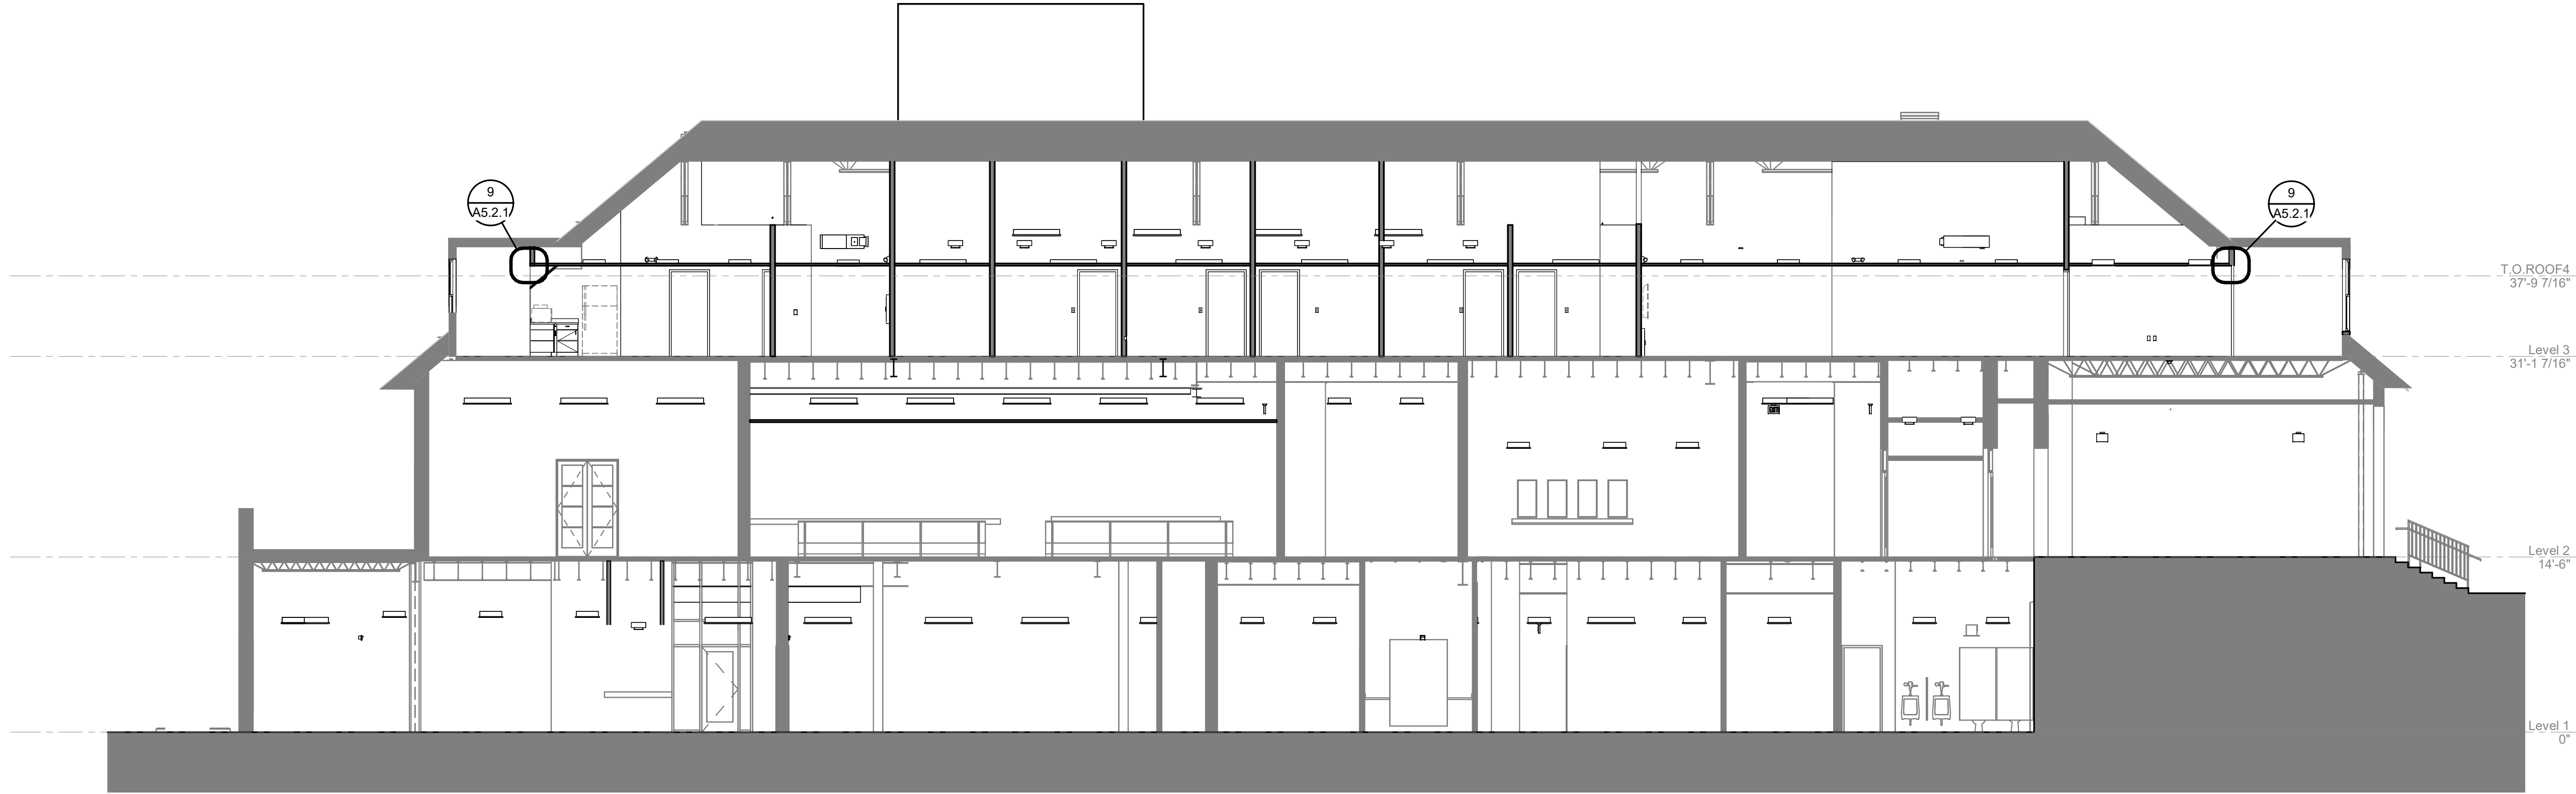 9
A5.2.1
9
A5.2.1
T.O.ROOF4
37'-9 7/16"
Level 3
31'-1 7/16"
Level 2
14'-6"
Level 1
0"